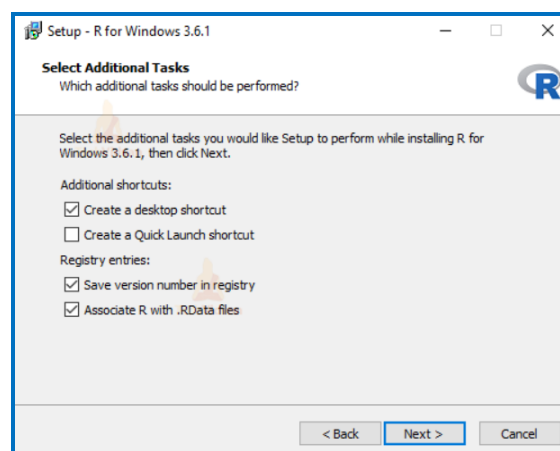 Setup - R for Windows 3.6.1
Select Additional Tasks
Which additional tasks should be performed?
R
Select the additional tasks you would like Setup to perform while installing R for
Windows 3.6.1, then click Next.
Additional shortcuts:
Create a desktop shortcut
Create a Quick Launch shortcut
Registry entries:
Save version number in registry
Associate R with .RData files
< Back Next > Cancel